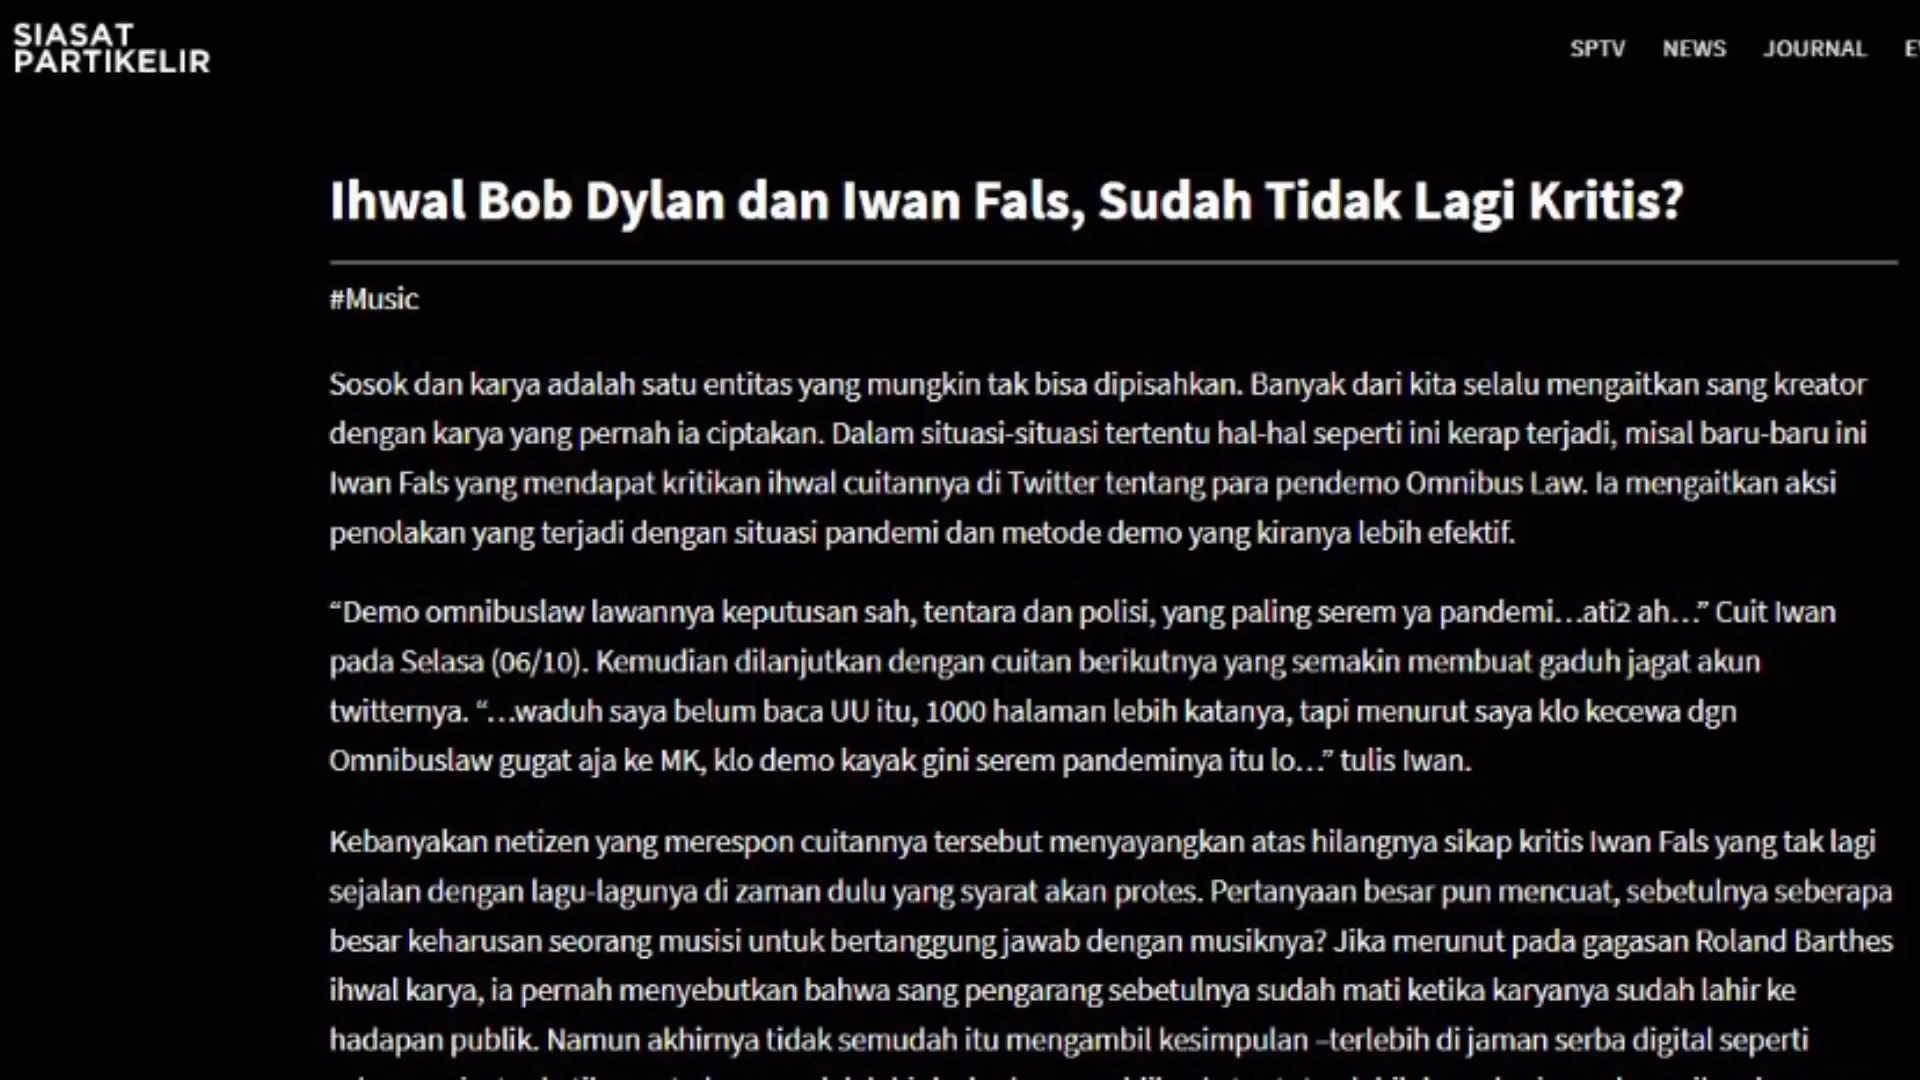 SIASAT
PARTIKELIR
SPTV NEWS JOURNAL
Ihwal Bob Dylan dan Iwan Fals, Sudah Tidak Lagi Kritis?
#Music
Sosok dan karya adalah satu entitas yang mungkin tak bisa dipisahkan. Banyak dari kita selalu mengaitkan sang kreator
dengan karya yang pernah ia ciptakan. Dalam situasi-situasi tertentu hal-hal seperti ini kerap terjadi, misal baru-baru ini
Iwan Fals yang mendapat kritikan ihwal cuitannya di Twitter tentang para pendemo Omnibus Law. Ia mengaitkan aksi
penolakan yang terjadi dengan situasi pandemi dan metode demo yang kiranya lebih efektif.
“Demo omnibuslaw lawannya keputusan sah, tentara dan polisi, yang paling serem ya pandemi…ati2 ah…” Cuit Iwan
pada Selasa (06/10). Kemudian dilanjutkan dengan cuitan berikutnya yang semakin membuat gaduh jagat akun
twitternya. “…waduh saya belum baca UU itu, 1000 halaman lebih katanya, tapi menurut saya klo kecewa dgn
Omnibuslaw gugat aja ke MK, klo demo kayak gini serem pandeminya itu lo…” tulis Iwan.
Kebanyakan netizen yang merespon cuitannya tersebut menyayangkan atas hilangnya sikap kritis Iwan Fals yang tak lagi
sejalan dengan lagu-lagunya di zaman dulu yang syarat akan protes. Pertanyaan besar pun mencuat, sebetulnya seberapa
besar keharusan seorang musisi untuk bertanggung jawab dengan musiknya? Jika merunut pada gagasan Roland Barthes
ihwal karya, ia pernah menyebutkan bahwa sang pengarang sebetulnya sudah mati ketika karyanya sudah lahir ke
hadapan publik. Namun akhirnya tidak semudah itu mengambil kesimpulan –terlebih di jaman serba digital seperti